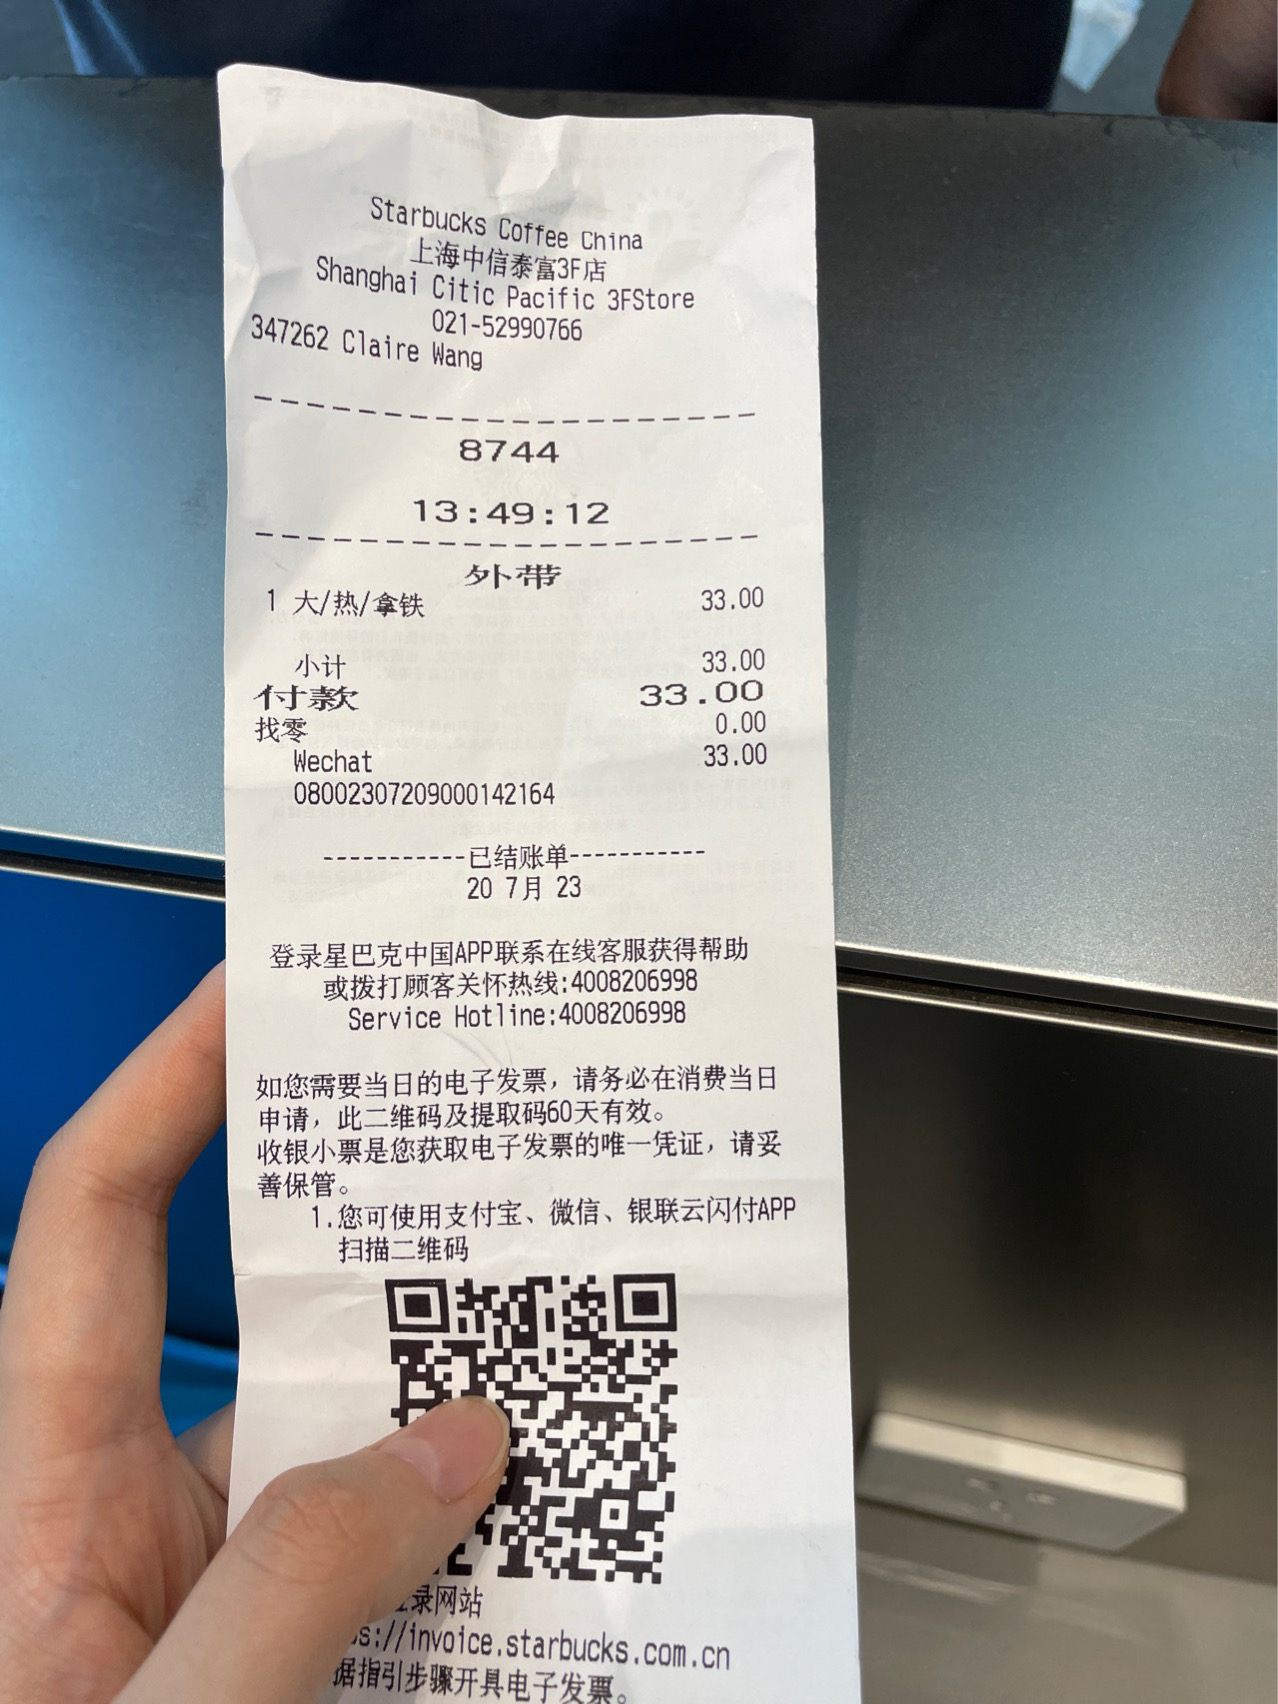 Starbucks Coffee China
上海中信泰富3F店
Shanghai Citic Pacific 3FStore
021-52990766
347262 Claire Wang
8744
13:49:12
外带
1 大/热/拿铁 33.00
小计 33.00
付款 33.00
找零 0.00
Wechat 33.00
08002307209000142164
-----------已结账单-----------
20 7月 23
登录星巴克中国APP联系在线客服获得帮助
或拨打顾客关怀热线:4008206998
Service Hotline:4008206998
如您需要当日的电子发票，请务必在消费当日
申请，此二维码及提取码60天有效。
收银小票是您获取电子发票的唯一凭证，请妥
善保管。
1.您可使用支付宝、微信、银联云闪付APP
扫描二维码
录网站
s://invoice.starbucks.com.cn
据指引步骤开具电子发票。